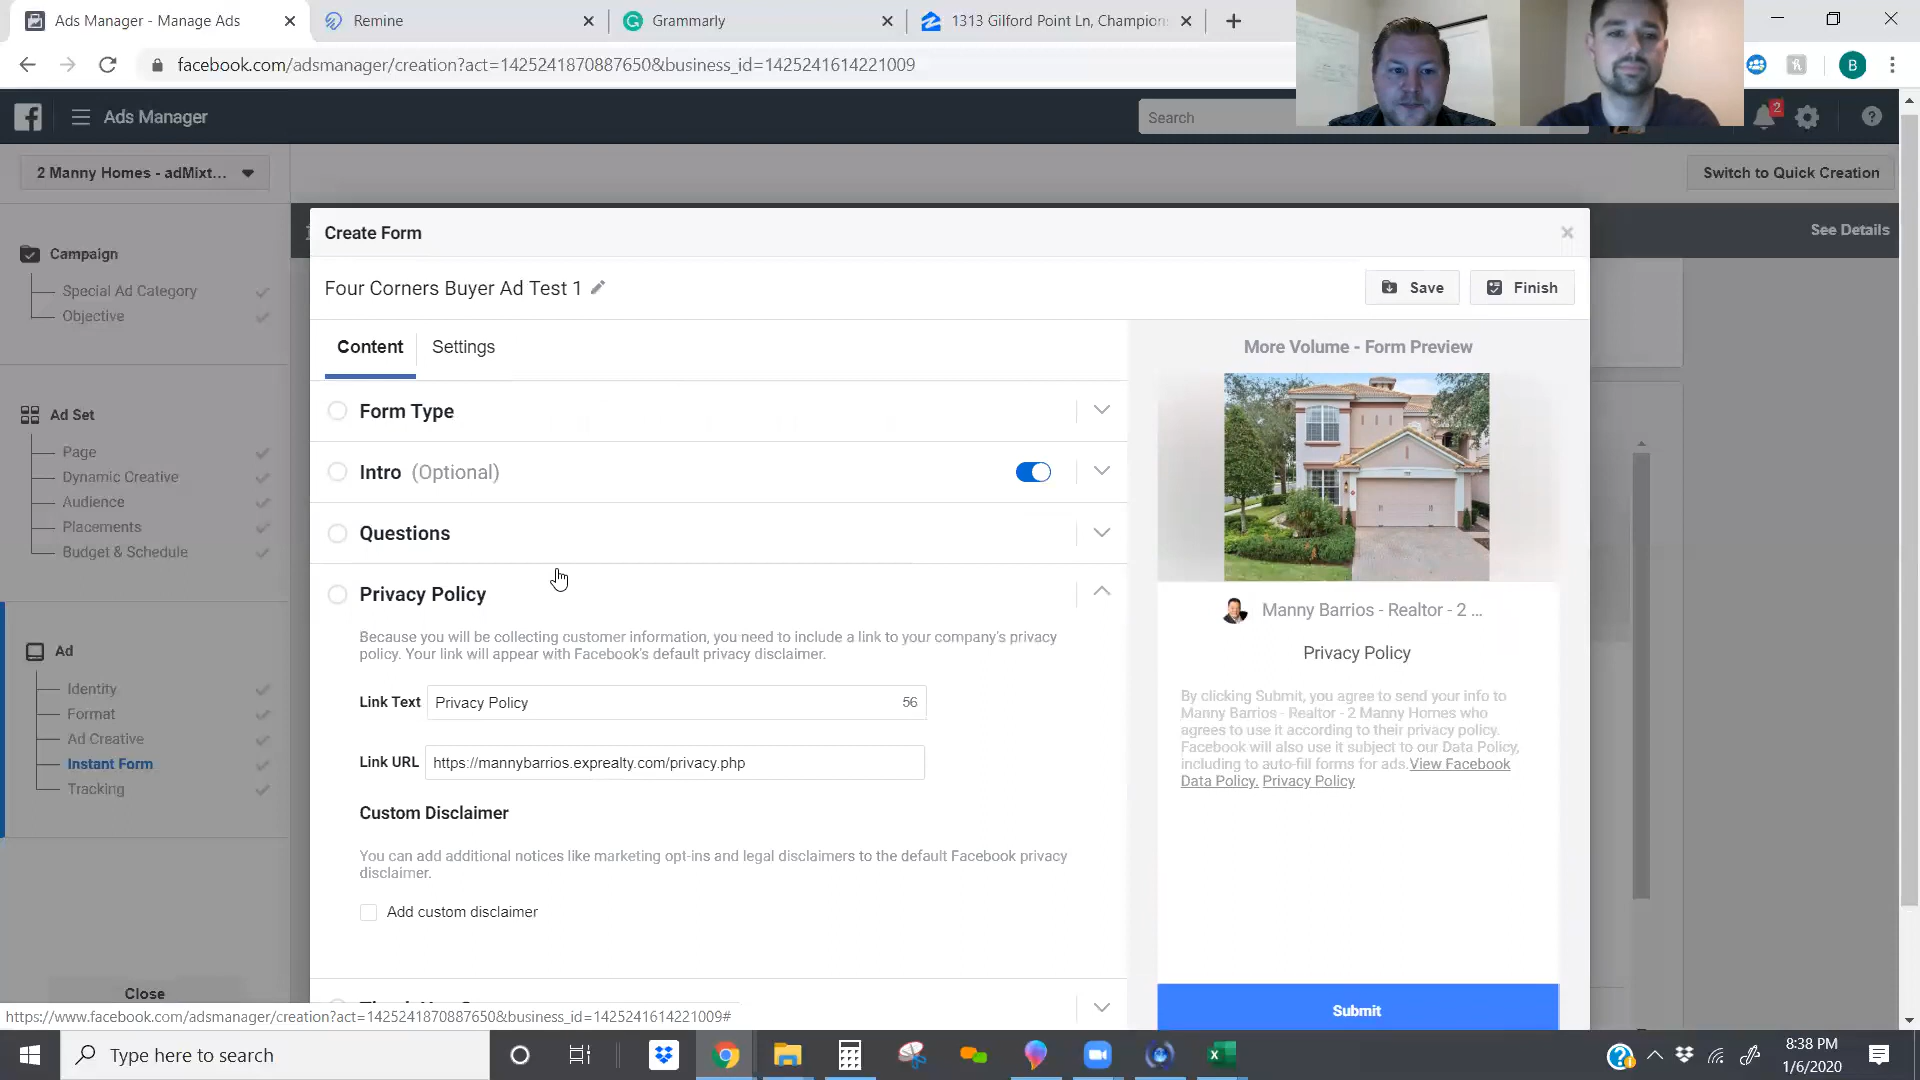 Ads Manager - Manage Ads
Remine
Grammarly
1313 Gilford Point Ln, Champion
facebook.com/adsmanager/creation?act=1425241870887650&business_id=1425241614221009
B
Ads Manager
Search
2
2 Manny Homes - adMixt...
Switch to Quick Creation
See Details
Campaign
Special Ad Category
Objective
Ad Set
Page
Dynamic Creative
Audience
Placements
Budget & Schedule
Ad
Identity
Format
Ad Creative
Instant Form
Tracking
Close
Create Form
Four Corners Buyer Ad Test 1
Save
Finish
Content
Settings
Form Type
Intro (Optional)
Questions
Privacy Policy
Because you will be collecting customer information, you need to include a link to your company's privacy
policy. Your link will appear with Facebook's default privacy disclaimer.
Link Text Privacy Policy 56
Link URL https://mannybarrios.exprealty.com/privacy.php
Custom Disclaimer
You can add additional notices like marketing opt-ins and legal disclaimers to the default Facebook privacy
disclaimer.
Add custom disclaimer
More Volume - Form Preview
Manny Barrios - Realtor - 2 ...
Privacy Policy
By clicking Submit, you agree to send your info to
Manny Barrios - Realtor - 2 Manny Homes who
agrees to use it according to their privacy policy.
Facebook will also use it subject to our Data Policy,
including to auto-fill forms for ads.View Facebook
Data Policy. Privacy Policy
Submit
https://www.facebook.com/adsmanager/creation?act=1425241870887650&business_id=1425241614221009#
Type here to search
8:38 PM
1/6/2020